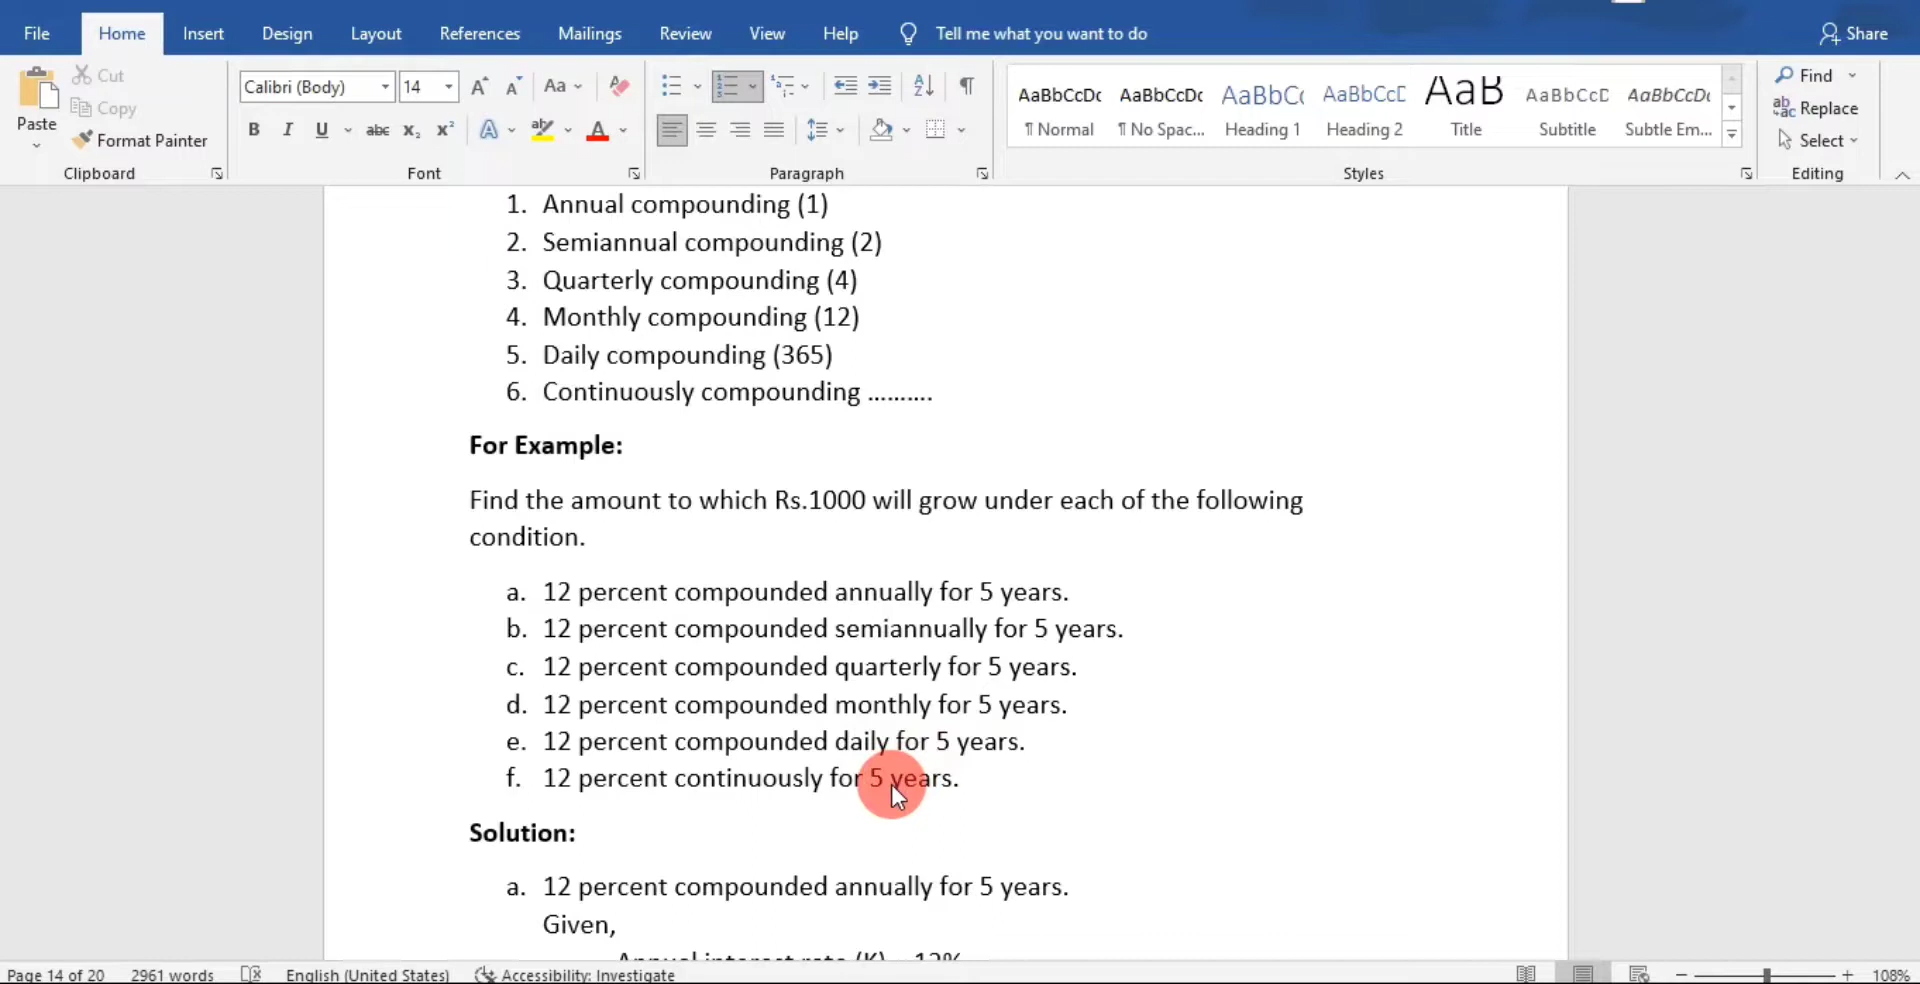 File Home Insert Design Layout References Mailings Review View Help Tell me what you want to do Share
Paste Cut Copy Format Painter
Calibri (Body) 14 Aa
B I U abc x₂ x² A ab A
AaBbCcDc AaBbCcDc AaBbC AaBbCcD AaB AaBbCcD AaBbCcDc
¶ Normal ¶ No Spac... Heading 1 Heading 2 Title Subtitle Subtle Em...
Find
Replace
Select
Clipboard Font Paragraph Styles Editing
1. Annual compounding (1)
2. Semiannual compounding (2)
3. Quarterly compounding (4)
4. Monthly compounding (12)
5. Daily compounding (365)
6. Continuously compounding ..........
For Example:
Find the amount to which Rs.1000 will grow under each of the following
condition.
a. 12 percent compounded annually for 5 years.
b. 12 percent compounded semiannually for 5 years.
c. 12 percent compounded quarterly for 5 years.
d. 12 percent compounded monthly for 5 years.
e. 12 percent compounded daily for 5 years.
f. 12 percent continuously for 5 years.
Solution:
a. 12 percent compounded annually for 5 years.
Given,
Page 14 of 20 2961 words English (United States) Accessibility: Investigate 108%